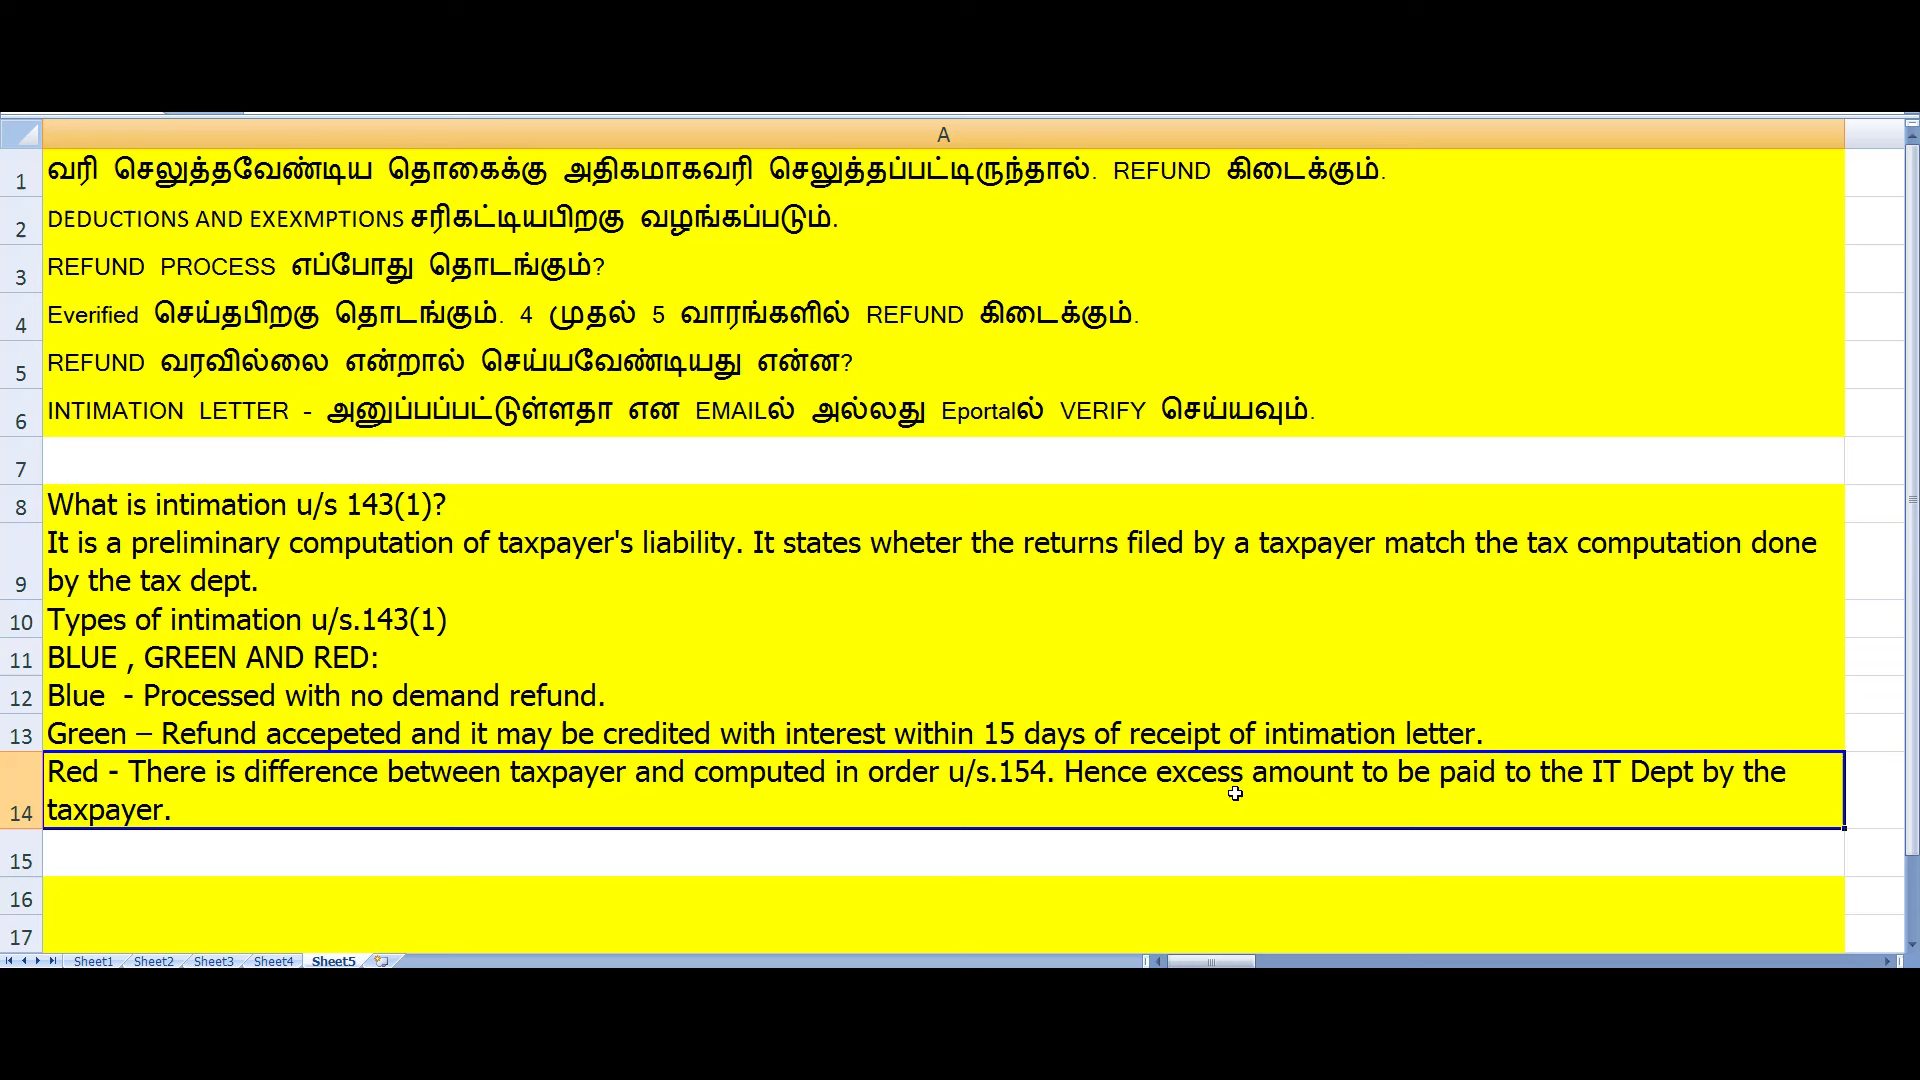 A
1 வரி செலுத்தவேண்டிய தொகைக்கு அதிகமாகவரி செலுத்தப்பட்டிருந்தால். REFUND கிடைக்கும்.
2 DEDUCTIONS AND EXEXMPTIONS சரிகட்டியபிறகு வழங்கப்படும்.
3 REFUND PROCESS எப்போது தொடங்கும்?
4 Everified செய்தபிறகு தொடங்கும். 4 முதல் 5 வாரங்களில் REFUND கிடைக்கும்.
5 REFUND வரவில்லை என்றால் செய்யவேண்டியது என்ன?
6 INTIMATION LETTER - அனுப்பப்பட்டுள்ளதா என EMAILல் அல்லது Eportalல் VERIFY செய்யவும்.
7
8 What is intimation u/s 143(1)?
It is a preliminary computation of taxpayer's liability. It states wheter the returns filed by a taxpayer match the tax computation done
9 by the tax dept.
10 Types of intimation u/s.143(1)
11 BLUE , GREEN AND RED:
12 Blue - Processed with no demand refund.
13 Green – Refund accepeted and it may be credited with interest within 15 days of receipt of intimation letter.
Red - There is difference between taxpayer and computed in order u/s.154. Hence excess amount to be paid to the IT Dept by the
14 taxpayer.
15
16
17
Sheet1 Sheet2 Sheet3 Sheet4 Sheet5